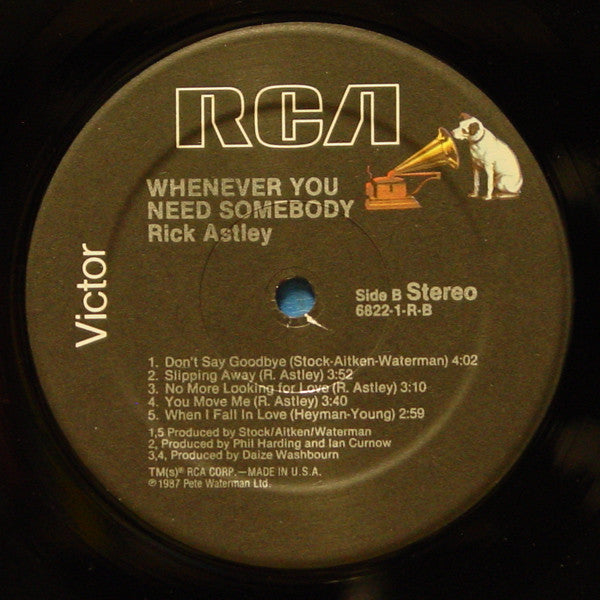 RCA
WHENEVER YOU
NEED SOMEBODY
Rick Astley
Victor
Side B Stereo
6822-1-R-B
1. Don't Say Goodbye (Stock-Aitken-Waterman) 4:02
2. Slipping Away (R. Astley) 3:52
3. No More Looking for Love (R. Astley) 3:10
4. You Move Me (R. Astley) 3:40
5. When I Fall In Love (Heyman-Young) 2:59
1,5 Produced by Stock/Aitken/Waterman
2, Produced by Phil Harding and Ian Curnow
3,4, Produced by Daize Washbourn
TM(s)® RCA CORP.—MADE IN U.S.A.
℗1987 Pete Waterman Ltd.